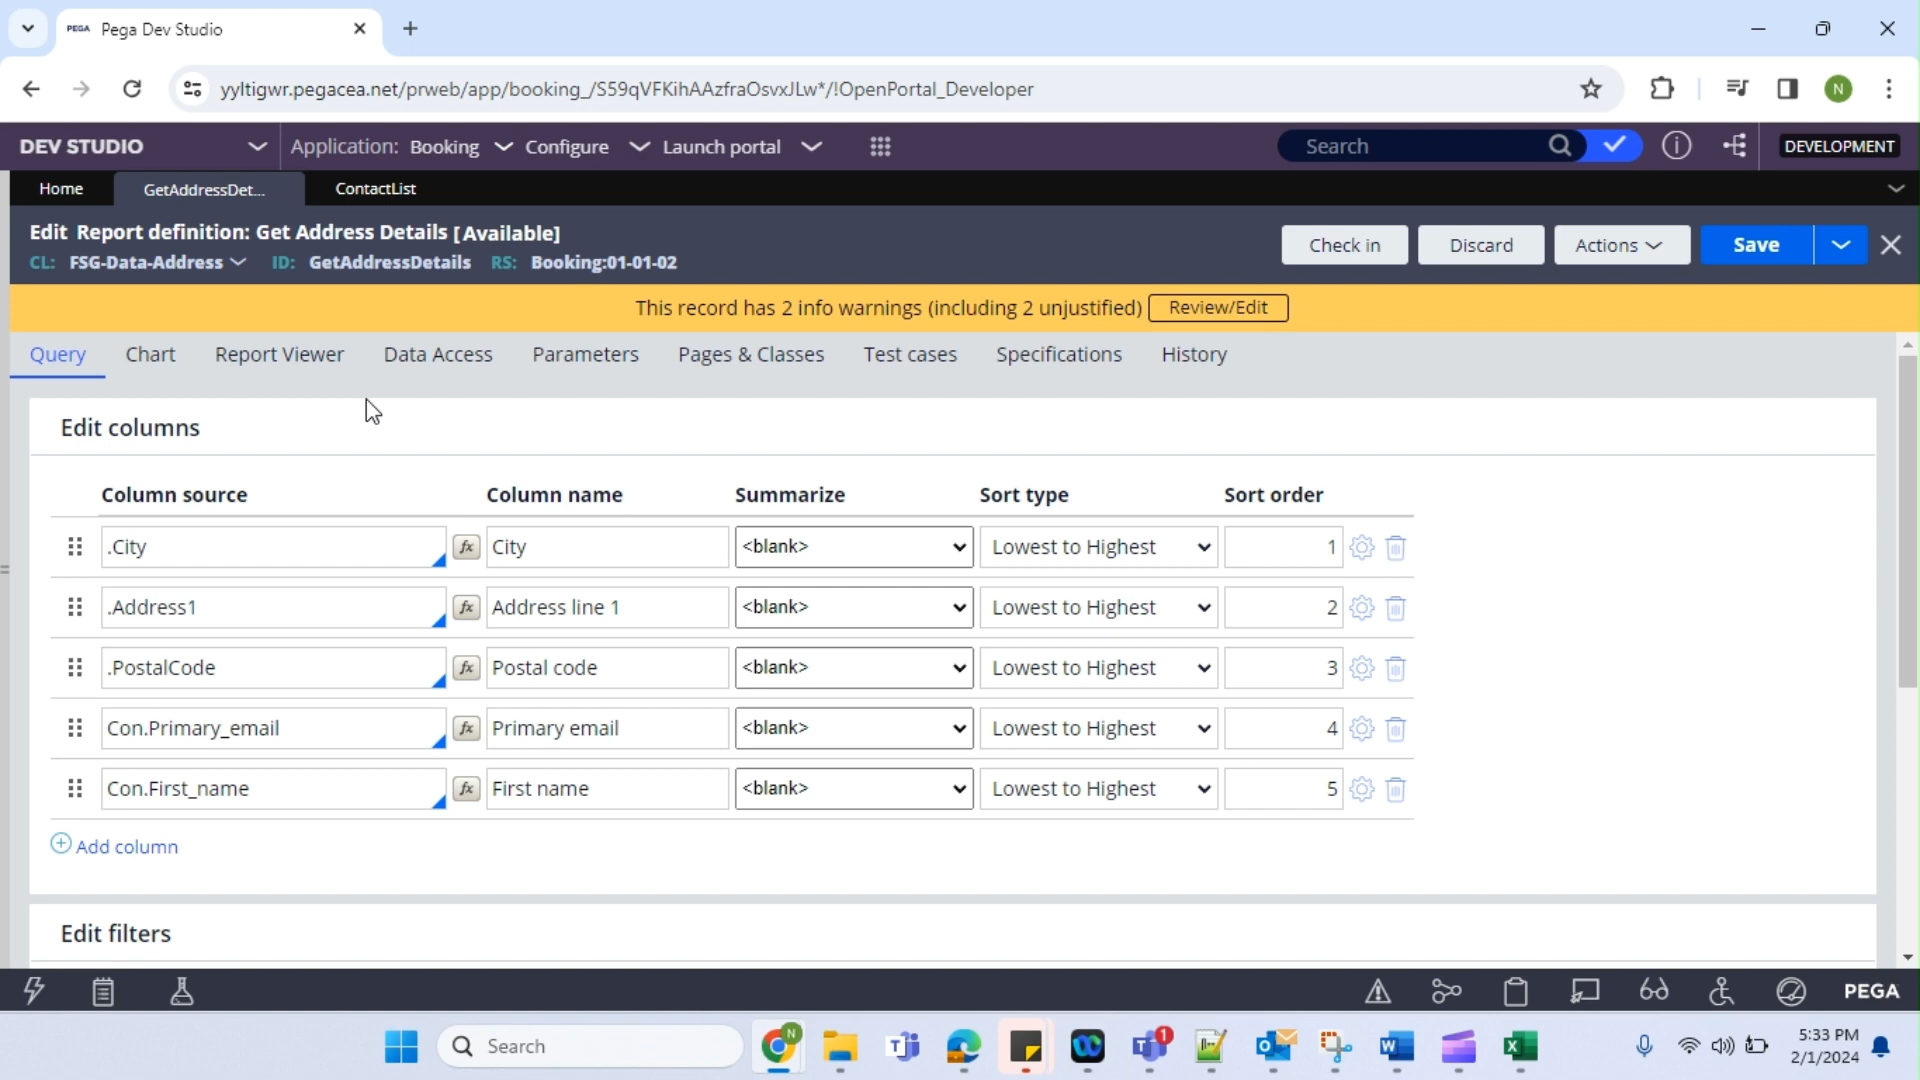 PEGA Pega Dev Studio
yyltigwr.pegacea.net/prweb/app/booking_/S59qVFKihAAzfraOsvxJLw*/!OpenPortal_Developer
N
DEV STUDIO Application: Booking Configure Launch portal Search DEVELOPMENT
Home GetAddressDet... ContactList
Edit Report definition: Get Address Details [Available]
CL: FSG-Data-Address ID: GetAddressDetails RS: Booking:01-01-02
Check in Discard Actions Save
This record has 2 info warnings (including 2 unjustified) Review/Edit
Query Chart Report Viewer Data Access Parameters Pages & Classes Test cases Specifications History
Edit columns
Column source Column name Summarize Sort type Sort order
.City fx City <blank> Lowest to Highest 1
.Address1 fx Address line 1 <blank> Lowest to Highest 2
.PostalCode fx Postal code <blank> Lowest to Highest 3
Con.Primary_email fx Primary email <blank> Lowest to Highest 4
Con.First_name fx First name <blank> Lowest to Highest 5
Add column
Edit filters
PEGA
Search
N
T
1
W
X
5:33 PM
2/1/2024